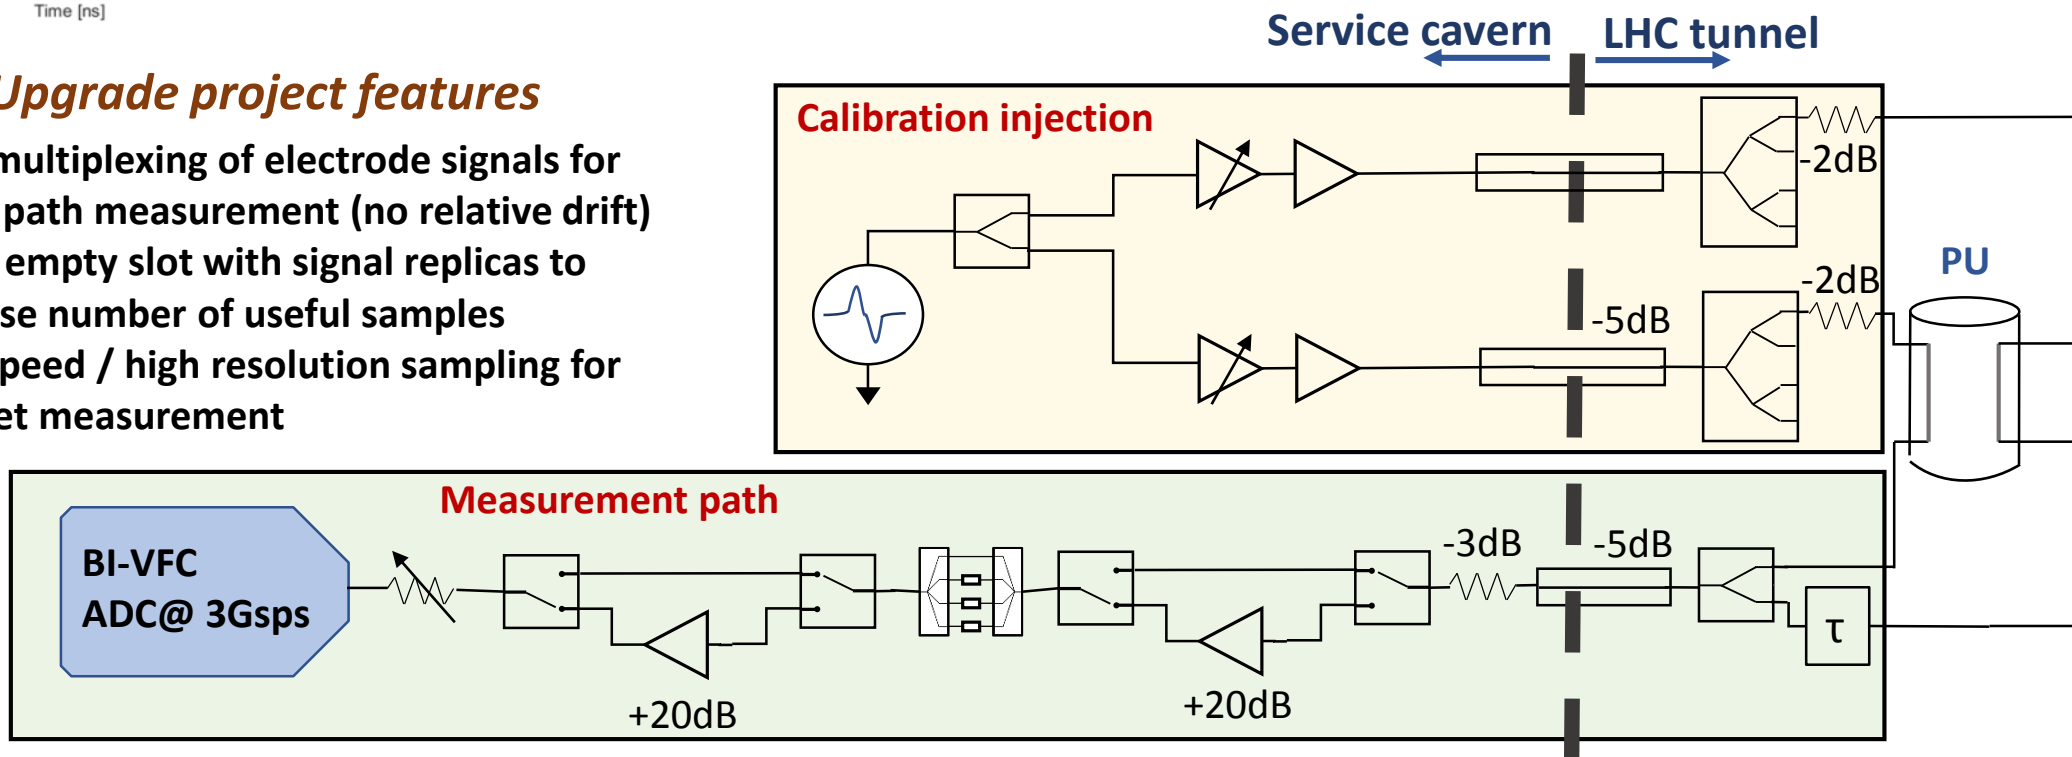 Time [ns]
Service cavern
LHC tunnel
Upgrade project features
multiplexing of electrode signals for
path measurement (no relative drift)
empty slot with signal replicas to
se number of useful samples
peed / high resolution sampling for
et measurement
Calibration injection
-2dB
-2dB
-5dB
PU
Measurement path
BI-VFC
ADC@ 3Gsps
+20dB
+20dB
-3dB
-5dB
τ